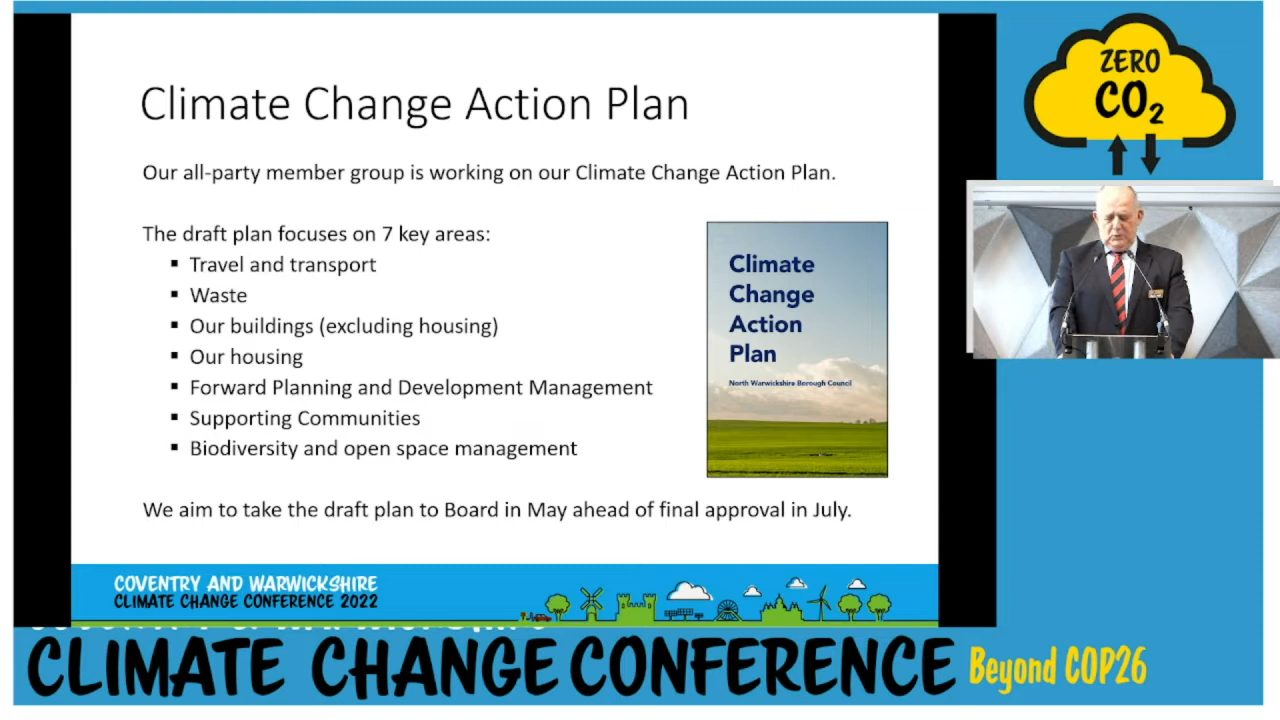 Climate Change Action Plan
Our all-party member group is working on our Climate Change Action Plan.
The draft plan focuses on 7 key areas:
▪ Travel and transport
▪ Waste
▪ Our buildings (excluding housing)
▪ Our housing
▪ Forward Planning and Development Management
▪ Supporting Communities
▪ Biodiversity and open space management
We aim to take the draft plan to Board in May ahead of final approval in July.
Climate
Change
Action
Plan
North Warwickshire Borough Council
COVENTRY AND WARWICKSHIRE
CLIMATE CHANGE CONFERENCE 2022
ZERO
CO₂
CLIMATE CHANGE CONFERENCE Beyond COP26